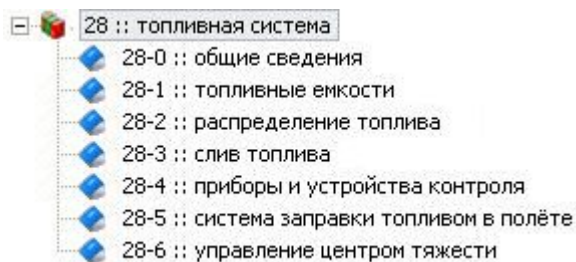 28 :: топливная система
28-0 :: общие сведения
28-1 :: топливные емкости
28-2 :: распределение топлива
28-3 :: слив топлива
28-4 :: приборы и устройства контроля
28-5 :: система заправки топливом в полёте
28-6 :: управление центром тяжести